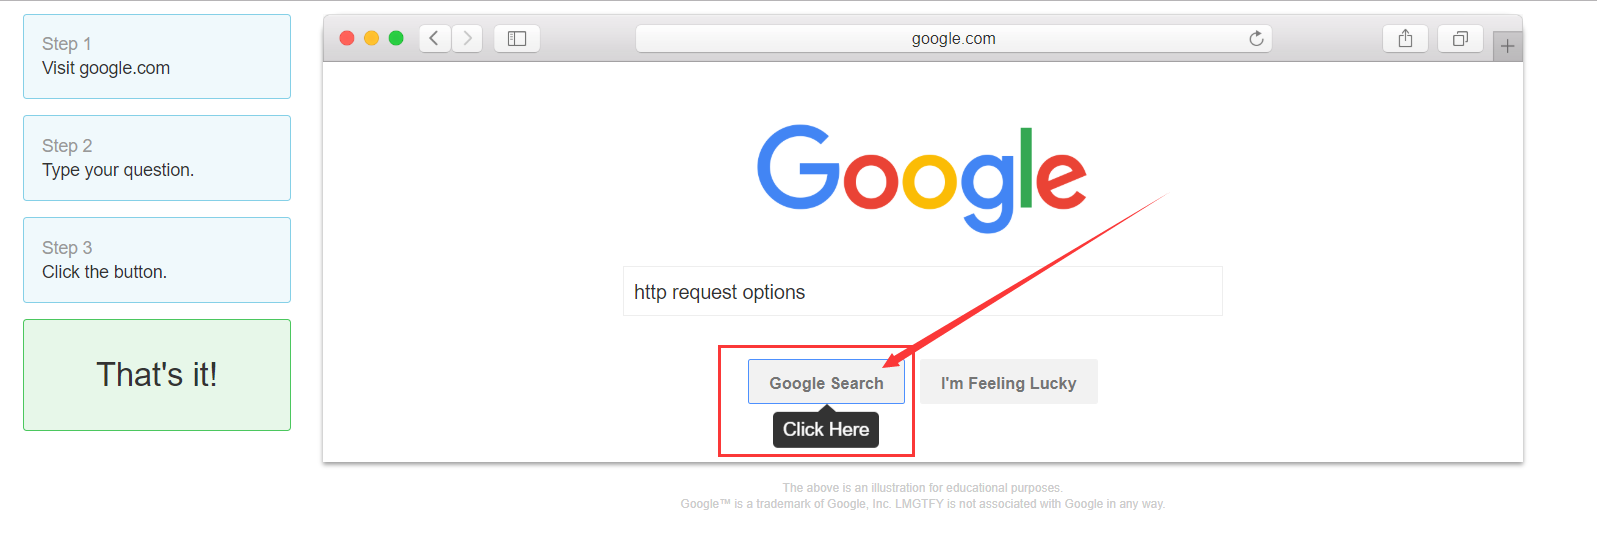 Step 1
Visit google.com
Step 2
Type your question.
Step 3
Click the button.
That's it!
google.com
Google
http request options
Google Search
I'm Feeling Lucky
Click Here
The above is an illustration for educational purposes.
Google™ is a trademark of Google, Inc. LMGTFY is not associated with Google in any way.